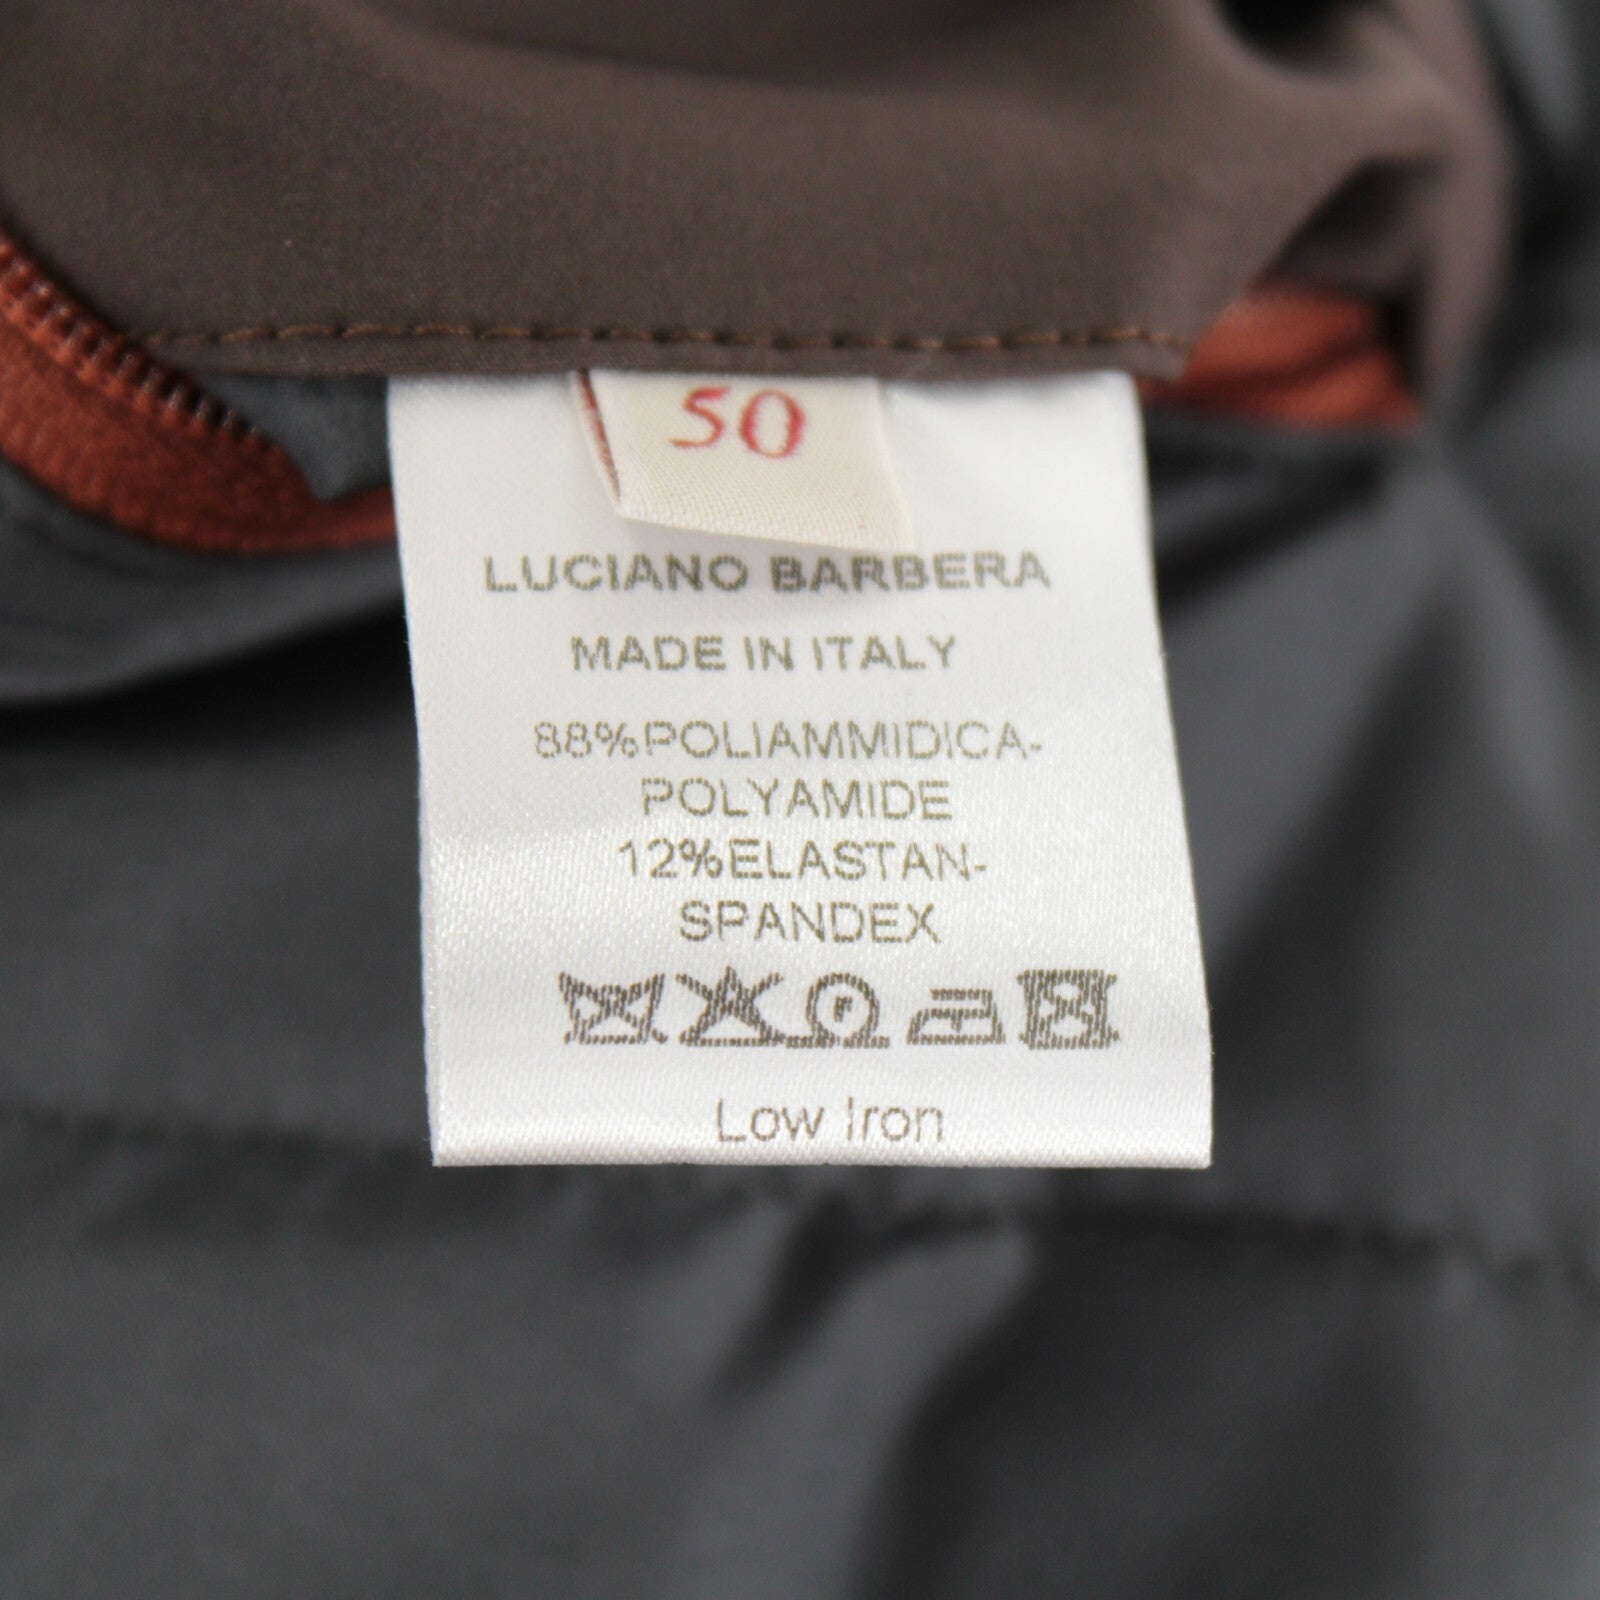 50
LUCIANO BARBERA
MADE IN ITALY
88%POLIAMMIDICA-
POLYAMIDE
12%ELASTAN-
SPANDEX
F
Low Iron